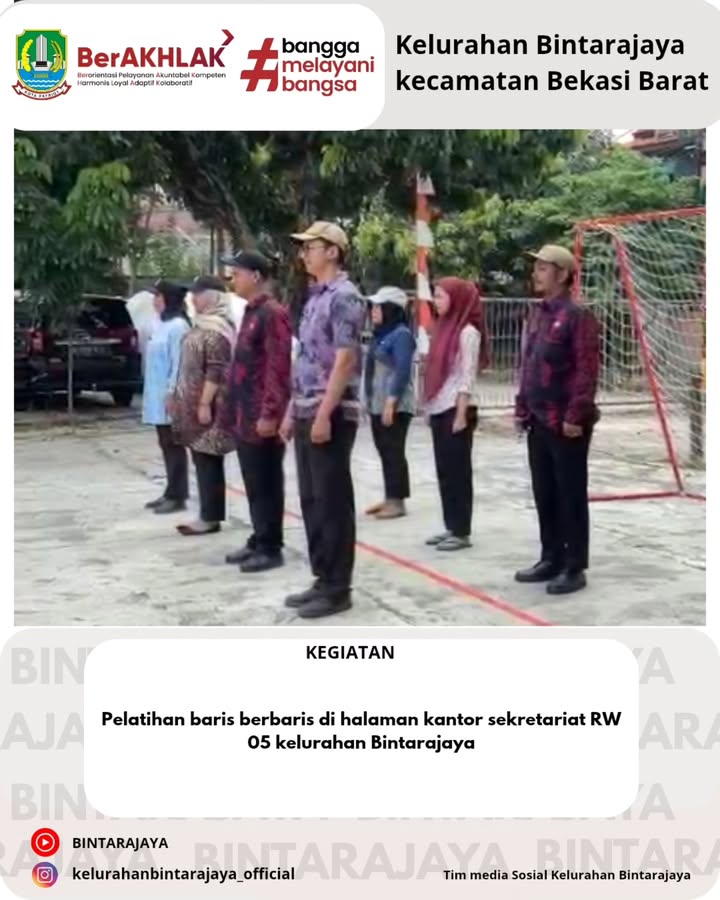 BerAKHLAK
Berorientasi Pelayanan Akuntabel Kompeten
Harmonis Loyal Adaptif Kolaboratif
#bangga
melayani
bangsa
Kelurahan Bintarajaya
kecamatan Bekasi Barat
KEGIATAN
Pelatihan baris berbaris di halaman kantor sekretariat RW
05 kelurahan Bintarajaya
BINTARAJAYA
kelurahanbintarajaya_official
Tim media Sosial Kelurahan Bintarajaya
BINTARAJAYA